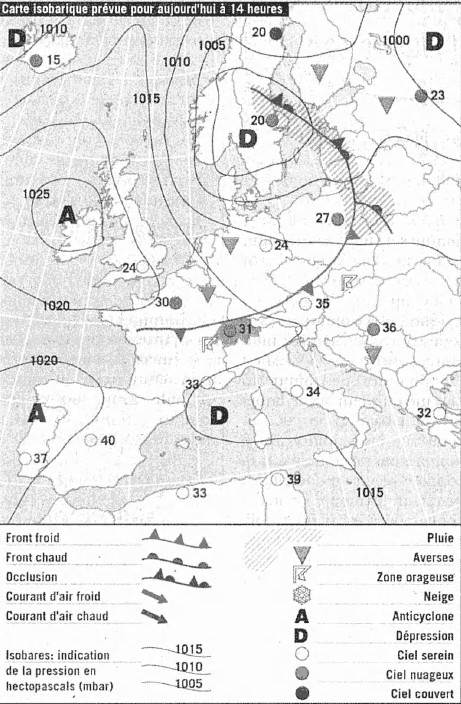 Carte isobarique prévue pour aujourd'hui à 14 heures
D 1010 20 1005 1000 D
15 1010
1015 23
20
D
1025
A 27
24 24
1020 30 35
31 36
1020 33 34
A D 32
40
37 39
33 1015
Front froid Pluie
Front chaud Averses
Occlusion Zone orageuse
Courant d'air froid Neige
Courant d'air chaud A Anticyclone
D Dépression
Isobares: indication 1015 Ciel serein
de la pression en 1010 Ciel nuageux
hectopascals (mbar) 1005 Ciel couvert